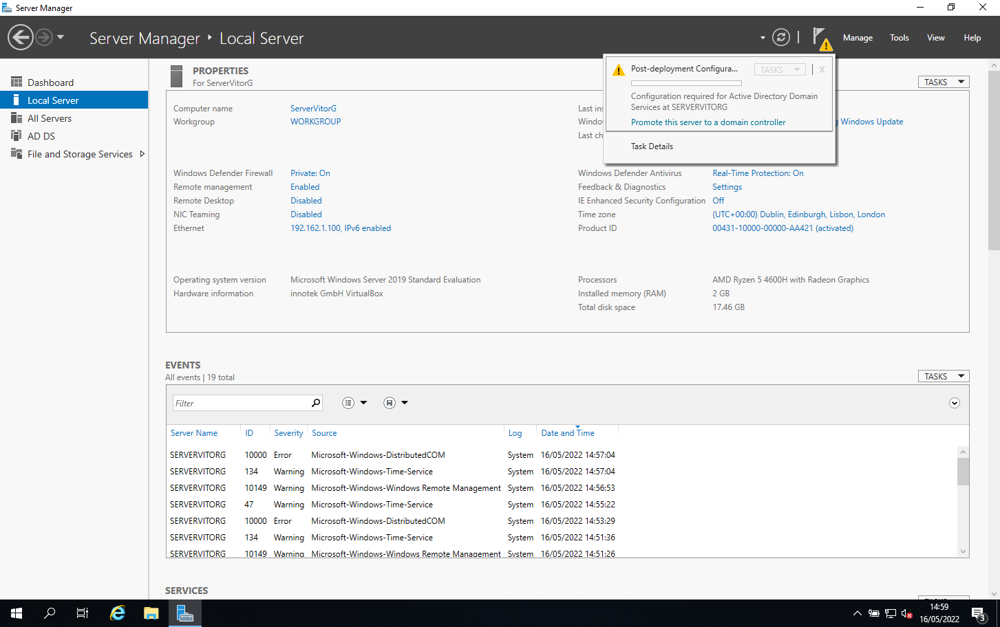 Server Manager
Server Manager ‣ Local Server
Manage Tools View Help
Dashboard
Local Server
All Servers
AD DS
File and Storage Services
PROPERTIES
For ServerVitorG
TASKS
Post-deployment Configura...
TASKS
X
Configuration required for Active Directory Domain
Services at SERVERVITORG
Promote this server to a domain controller
Task Details
Computer name ServerVitorG
Workgroup WORKGROUP
Last ins
Windo
g Windows Update
Last ch
Windows Defender Firewall Private: On
Remote management Enabled
Remote Desktop Disabled
NIC Teaming Disabled
Ethernet 192.162.1.100, IPv6 enabled
Windows Defender Antivirus Real-Time Protection: On
Feedback & Diagnostics Settings
IE Enhanced Security Configuration Off
Time zone (UTC+00:00) Dublin, Edinburgh, Lisbon, London
Product ID 00431-10000-00000-AA421 (activated)
Operating system version Microsoft Windows Server 2019 Standard Evaluation
Hardware information innotek GmbH VirtualBox
Processors AMD Ryzen 5 4600H with Radeon Graphics
Installed memory (RAM) 2 GB
Total disk space 17.46 GB
EVENTS
All events | 19 total
TASKS
Filter
Server Name ID Severity Source Log Date and Time
SERVERVITORG 10000 Error Microsoft-Windows-DistributedCOM System 16/05/2022 14:57:04
SERVERVITORG 134 Warning Microsoft-Windows-Time-Service System 16/05/2022 14:57:04
SERVERVITORG 10149 Warning Microsoft-Windows-Windows Remote Management System 16/05/2022 14:56:53
SERVERVITORG 47 Warning Microsoft-Windows-Time-Service System 16/05/2022 14:55:22
SERVERVITORG 10000 Error Microsoft-Windows-DistributedCOM System 16/05/2022 14:53:29
SERVERVITORG 134 Warning Microsoft-Windows-Time-Service System 16/05/2022 14:51:36
SERVERVITORG 10149 Warning Microsoft-Windows-Windows Remote Management System 16/05/2022 14:51:26
SERVICES
14:59
16/05/2022
3